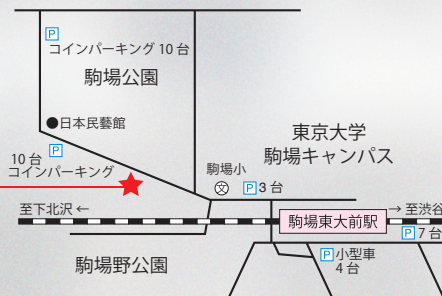 P
コインパーキング 10 台
駒場公園
●日本民藝館
東京大学
駒場キャンパス
10 台
P
コインパーキング
駒場小
文
P 3 台
至下北沢 ←
→ 至渋谷
駒場東大前駅
P 7 台
駒場野公園
P 小型車
4 台